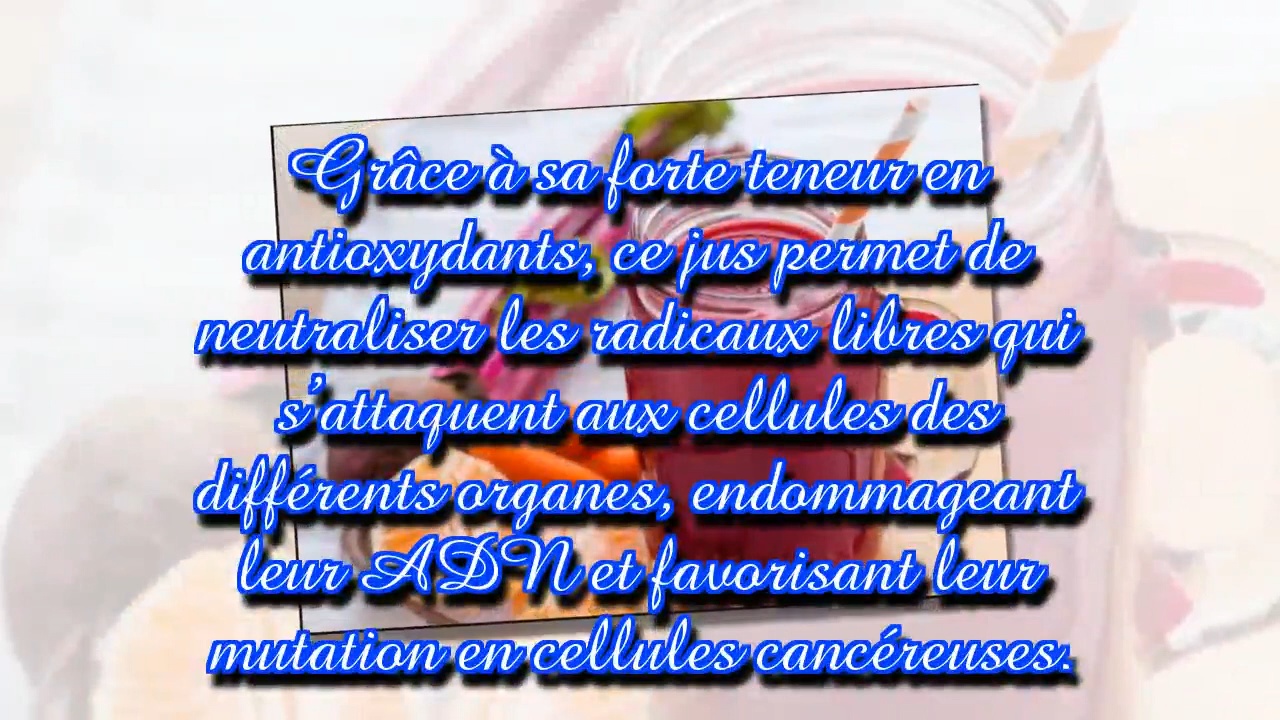 Grâce à sa forte teneur en
antioxydants, ce jus permet de
neutraliser les radicaux libres qui
s’attaquent aux cellules des
différents organes, endommageant
leur ADN et favorisant leur
mutation en cellules cancéreuses.